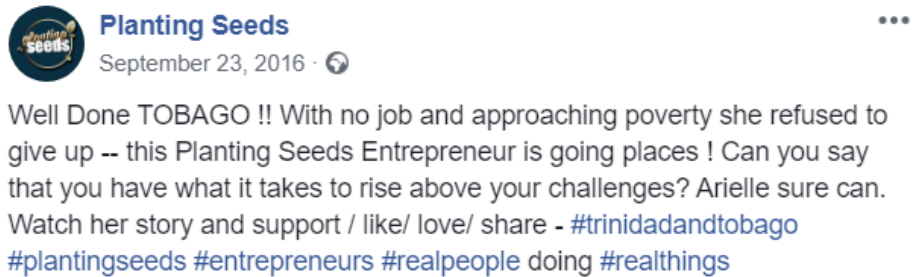 Planting Seeds
planting
seeds
September 23, 2016 ·
Well Done TOBAGO !! With no job and approaching poverty she refused to
give up -- this Planting Seeds Entrepreneur is going places ! Can you say
that you have what it takes to rise above your challenges? Arielle sure can.
Watch her story and support / like/ love/ share - #trinidadandtobago
#plantingseeds #entrepreneurs #realpeople doing #realthings